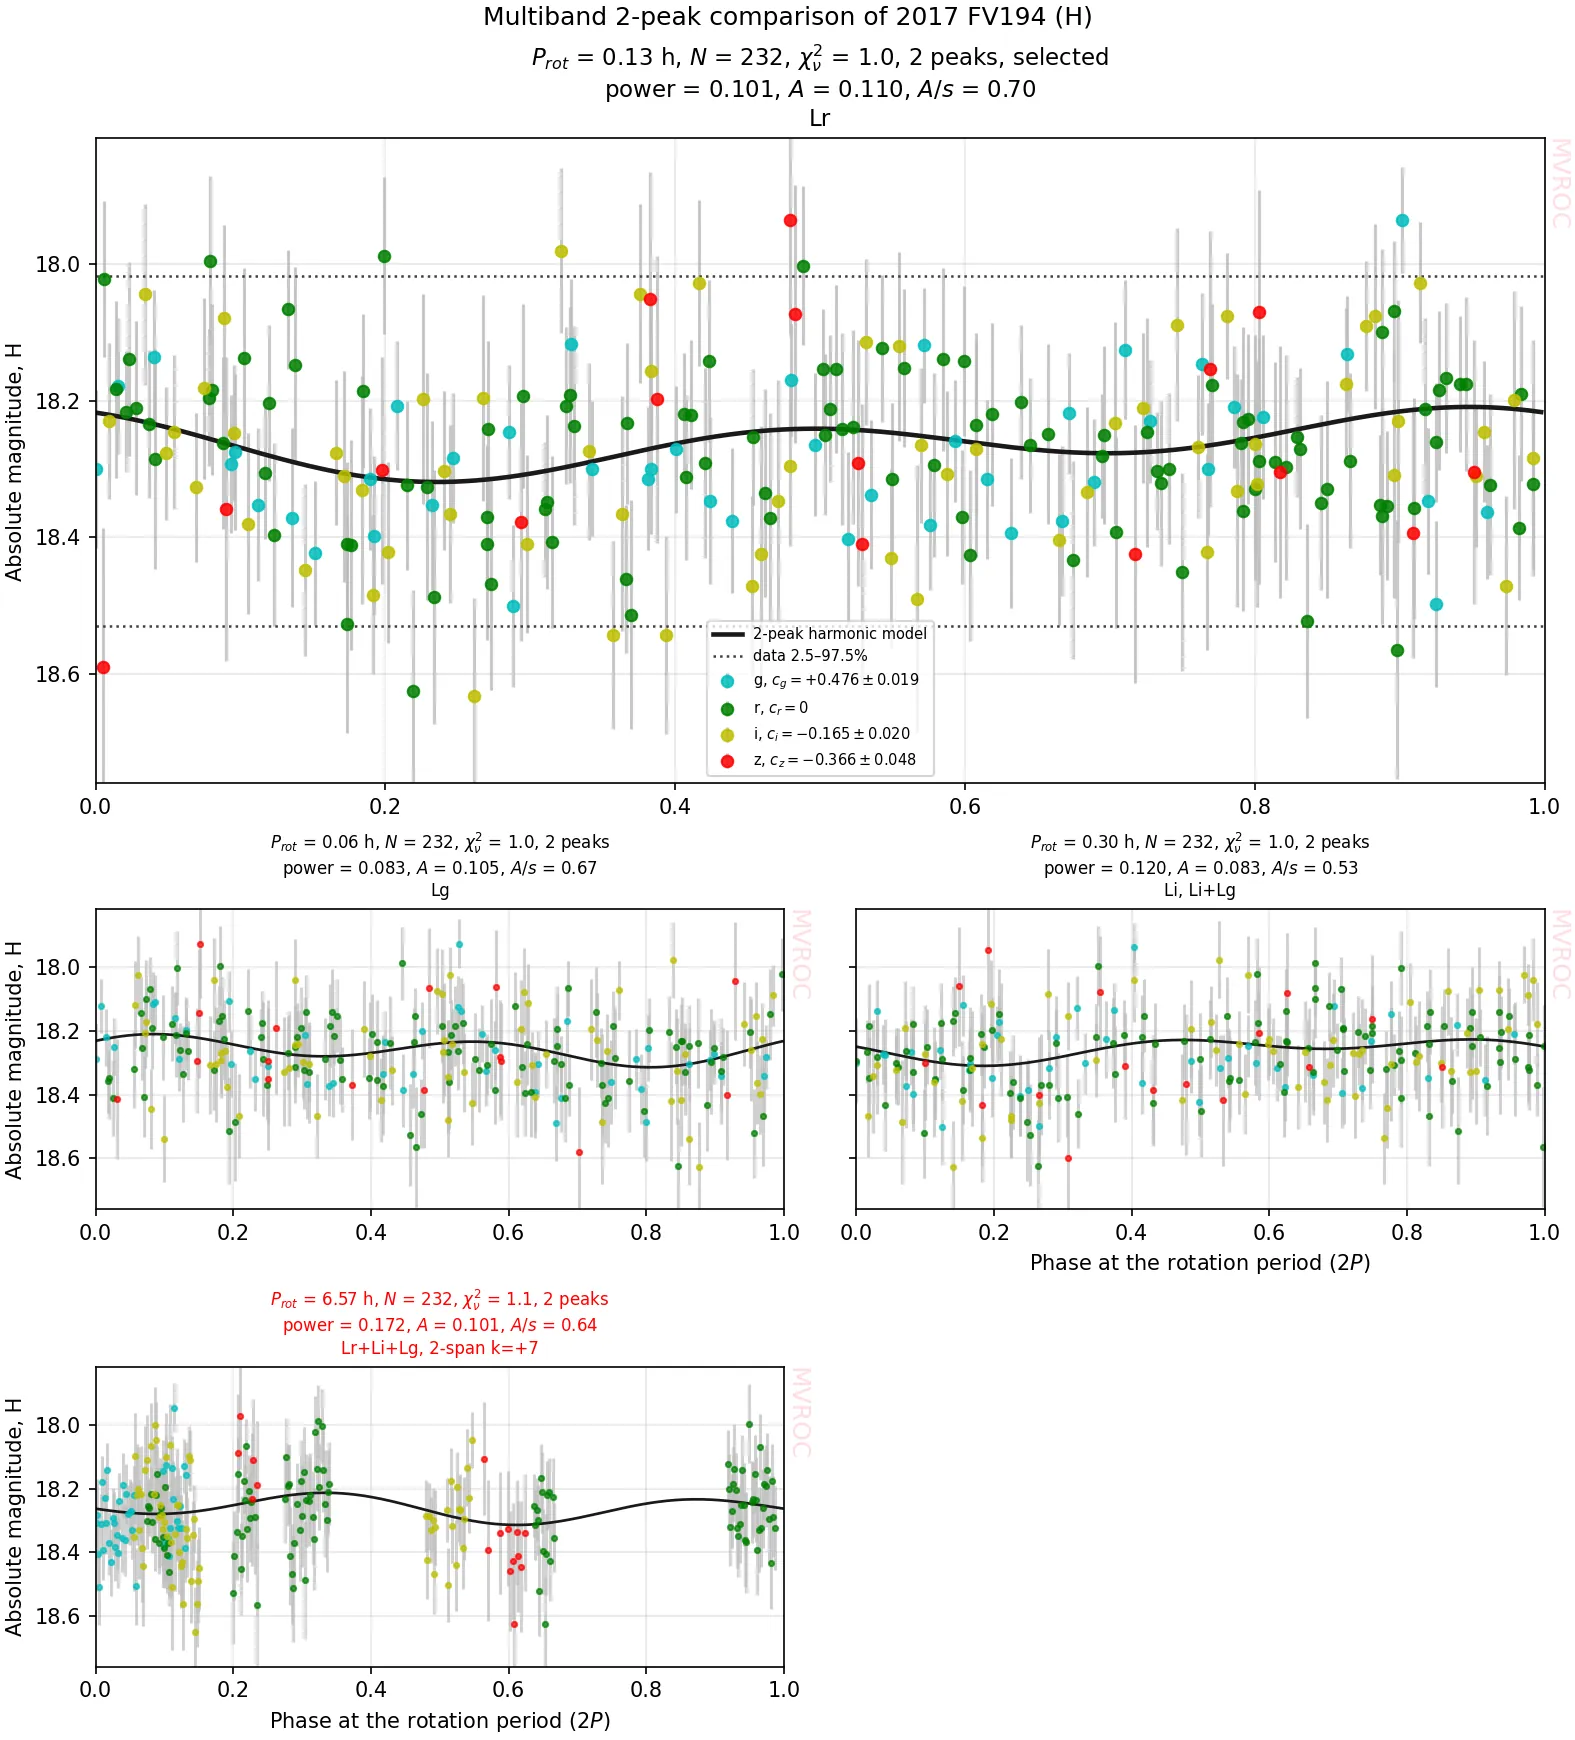 Multiband 2-peak comparison of 2017 FV194 (H)
P_rot = 0.13 h, N = 232, χ²_ν = 1.0, 2 peaks, selected
power = 0.101, A = 0.110, A/s = 0.70
Lr
MVROC
Absolute magnitude, H
18.0
18.2
18.4
18.6
2-peak harmonic model
data 2.5–97.5%
g, c_g = +0.476 ± 0.019
r, c_r = 0
i, c_i = −0.165 ± 0.020
z, c_z = −0.366 ± 0.048
0.0 0.2 0.4 0.6 0.8 1.0
P_rot = 0.06 h, N = 232, χ²_ν = 1.0, 2 peaks
power = 0.083, A = 0.105, A/s = 0.67
Lg
MVROC
Absolute magnitude, H
18.0
18.2
18.4
18.6
0.0 0.2 0.4 0.6 0.8 1.0
P_rot = 0.30 h, N = 232, χ²_ν = 1.0, 2 peaks
power = 0.120, A = 0.083, A/s = 0.53
Li, Li+Lg
MVROC
0.0 0.2 0.4 0.6 0.8 1.0
Phase at the rotation period (2P)
P_rot = 6.57 h, N = 232, χ²_ν = 1.1, 2 peaks
power = 0.172, A = 0.101, A/s = 0.64
Lr+Li+Lg, 2-span k=+7
MVROC
Absolute magnitude, H
18.0
18.2
18.4
18.6
0.0 0.2 0.4 0.6 0.8 1.0
Phase at the rotation period (2P)